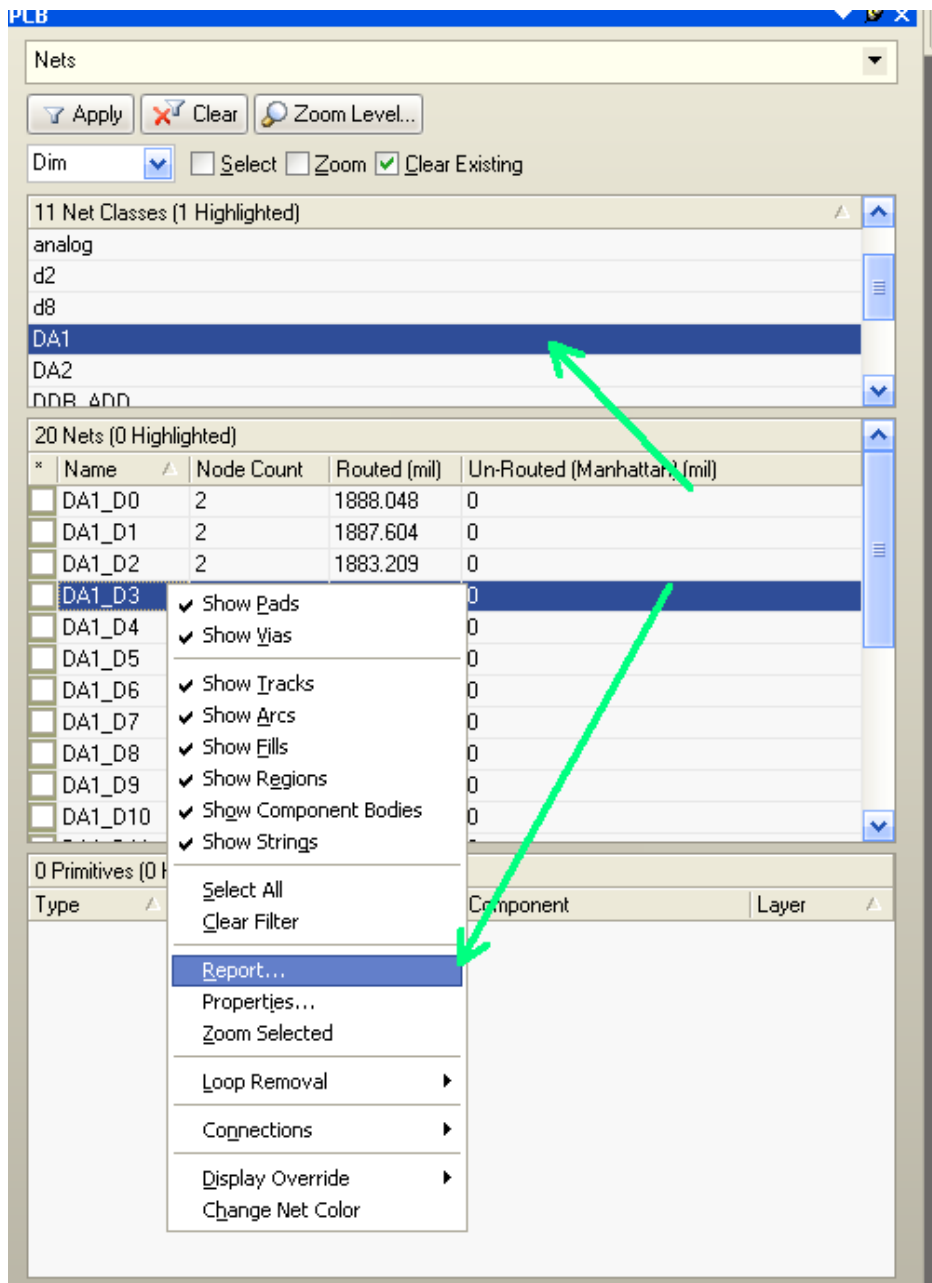 PCB
Nets
Apply Clear Zoom Level...
Dim Select Zoom Clear Existing
11 Net Classes (1 Highlighted)
analog
d2
d8
DA1
DA2
DDR_ADD
20 Nets (0 Highlighted)
* Name Node Count Routed (mil) Un-Routed (Manhattan) (mil)
DA1_D0 2 1888.048 0
DA1_D1 2 1887.604 0
DA1_D2 2 1883.209 0
DA1_D3 0
DA1_D4 0
DA1_D5 0
DA1_D6 0
DA1_D7 0
DA1_D8 0
DA1_D9 0
DA1_D10 0
Show Pads
Show Vias
Show Tracks
Show Arcs
Show Fills
Show Regions
Show Component Bodies
Show Strings
Select All
Clear Filter
Report...
Properties...
Zoom Selected
Loop Removal
Connections
Display Override
Change Net Color
0 Primitives (0
Type Component Layer